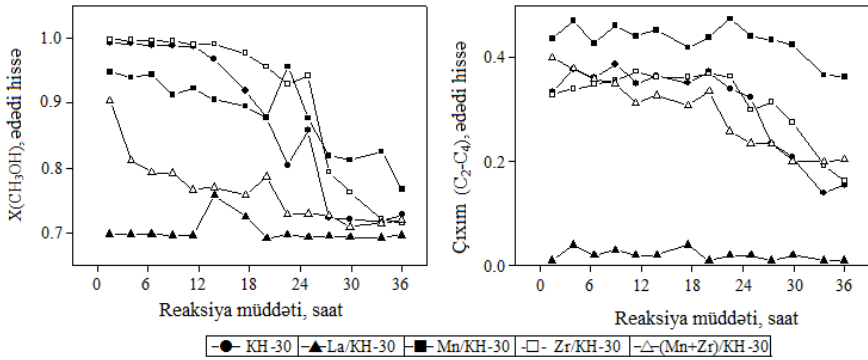 X(CH₃OH), ədədi hissə
1.0
0.9
0.8
0.7
0 6 12 18 24 30 36
Reaksiya müddəti, saat
Çıxım (C₂-C₄), ədədi hissə
0.4
0.2
0.0
0 6 12 18 24 30 36
Reaksiya müddəti, saat
KH-30 La/KH-30 Mn/KH-30 Zr/KH-30 (Mn+Zr)/KH-30